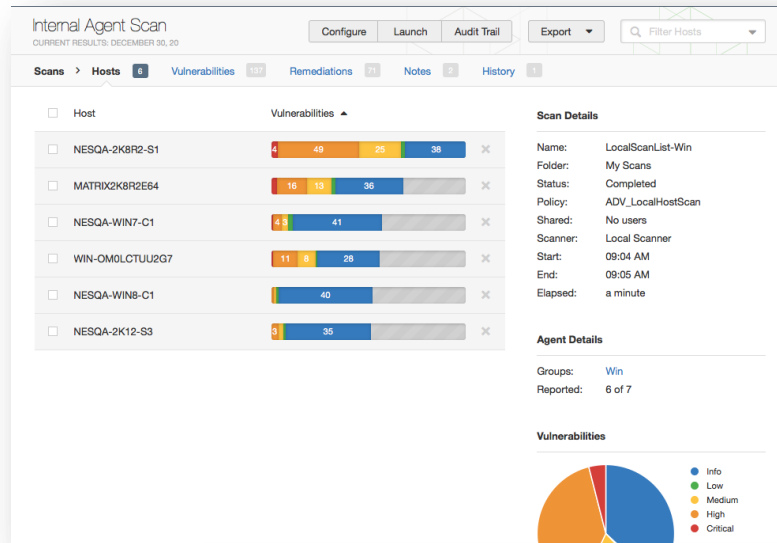 Internal Agent Scan
CURRENT RESULTS: DECEMBER 30, 20
Configure Launch Audit Trail Export Filter Hosts
Scans > Hosts 6 Vulnerabilities 137 Remediations 71 Notes 2 History 1
Host Vulnerabilities
NESQA-2K8R2-S1 4 49 25 38
MATRIX2K8R2E64 16 13 36
NESQA-WIN7-C1 4 3 41
WIN-OM0LCTUU2G7 11 8 28
NESQA-WIN8-C1 40
NESQA-2K12-S3 3 35
Scan Details
Name: LocalScanList-Win
Folder: My Scans
Status: Completed
Policy: ADV_LocalHostScan
Shared: No users
Scanner: Local Scanner
Start: 09:04 AM
End: 09:05 AM
Elapsed: a minute
Agent Details
Groups: Win
Reported: 6 of 7
Vulnerabilities
Info
Low
Medium
High
Critical